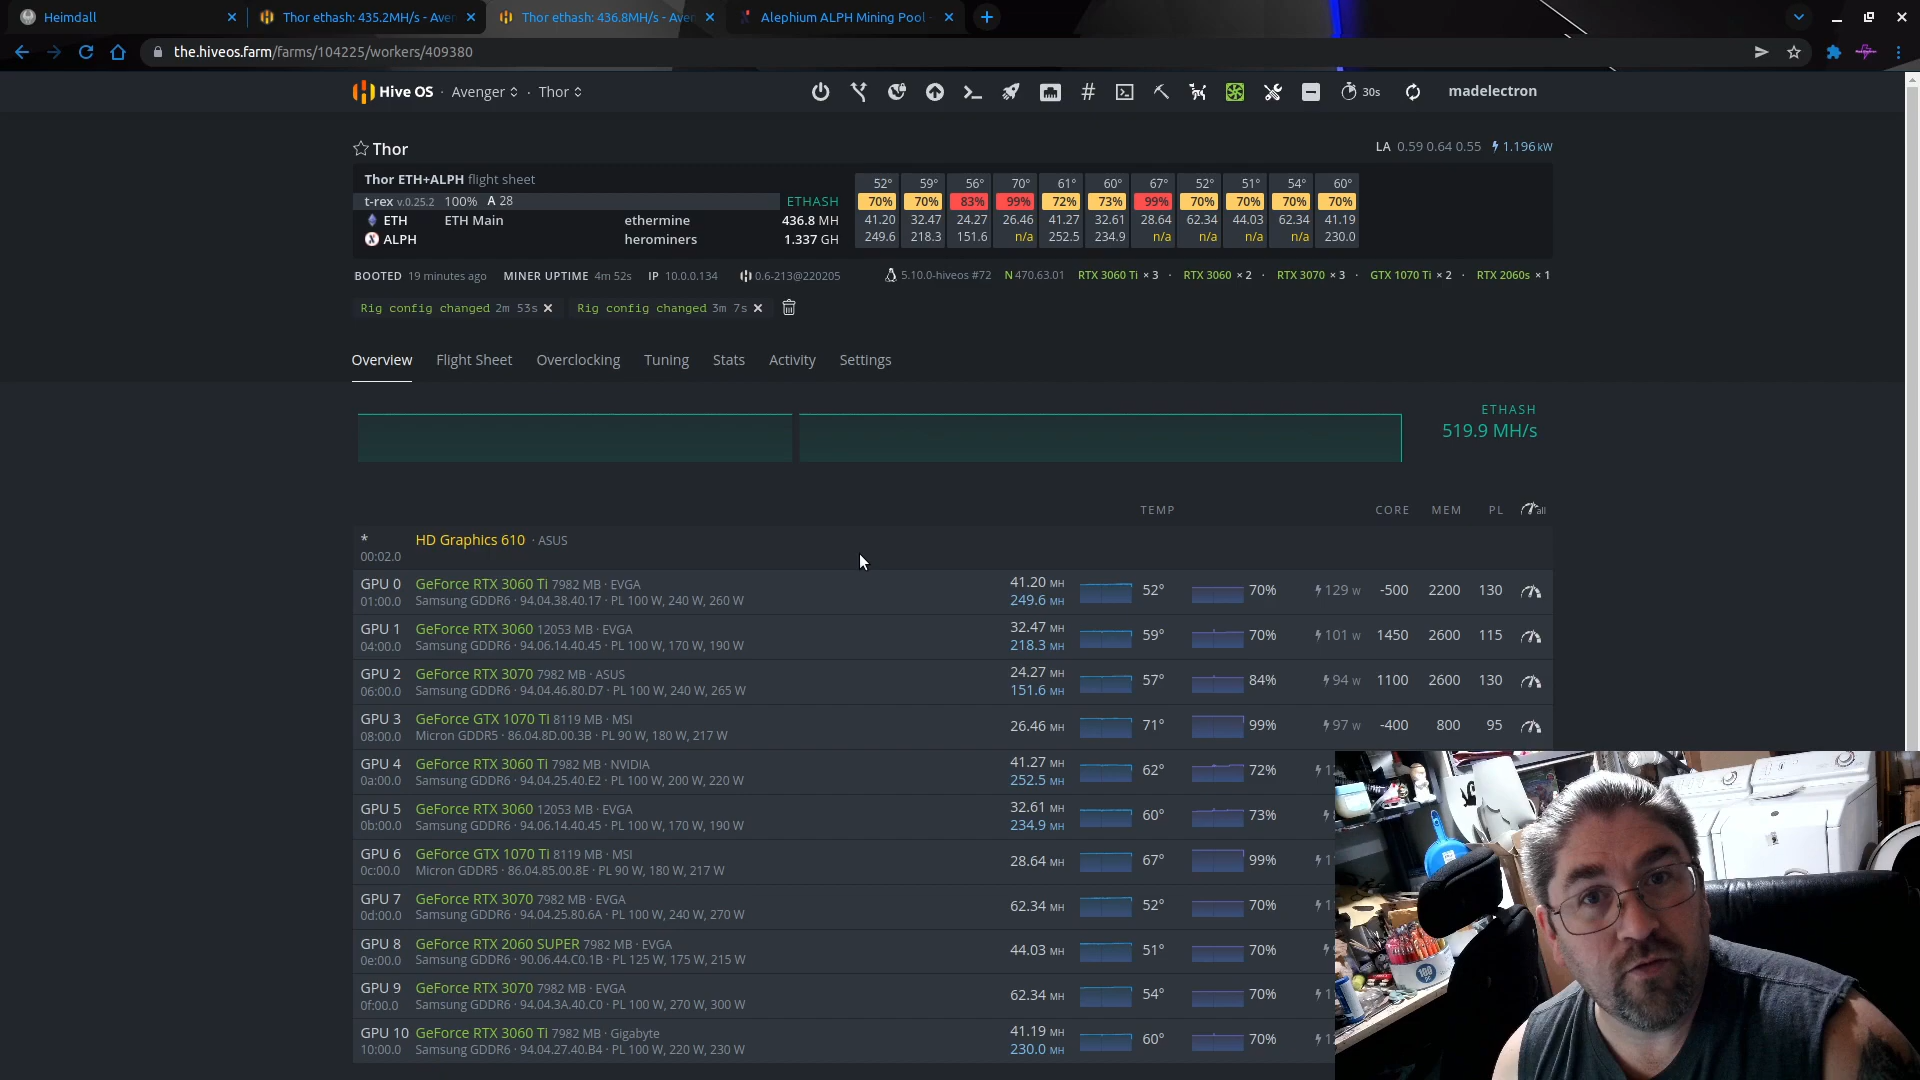 Heimdall
Thor ethash: 435.2MH/s - Aven
Thor ethash: 436.8MH/s - Aven
Alephium ALPH Mining Pool -
the.hiveos.farm/farms/104225/workers/409380
Hive OS · Avenger · Thor
30s
madelectron
Thor
LA 0.59 0.64 0.55 1.196 kW
Thor ETH+ALPH flight sheet
t-rex v.0.25.2 100% A 28 ETHASH
ETH ETH Main ethermine 436.8 MH
ALPH herominers 1.337 GH
52° 59° 56° 70° 61° 60° 67° 52° 51° 54° 60°
70% 70% 83% 99% 72% 73% 99% 70% 70% 70% 70%
41.20 32.47 24.27 26.46 41.27 32.61 28.64 62.34 44.03 62.34 41.19
249.6 218.3 151.6 n/a 252.5 234.9 n/a n/a n/a n/a 230.0
BOOTED 19 minutes ago MINER UPTIME 4m 52s IP 10.0.0.134 0.6-213@220205 5.10.0-hiveos #72 N 470.63.01 RTX 3060 Ti × 3 · RTX 3060 × 2 · RTX 3070 × 3 · GTX 1070 Ti × 2 · RTX 2060s × 1
Rig config changed 2m 53s × Rig config changed 3m 7s ×
Overview Flight Sheet Overclocking Tuning Stats Activity Settings
ETHASH
519.9 MH/s
TEMP CORE MEM PL all
* HD Graphics 610 · ASUS
00:02.0
GPU 0 GeForce RTX 3060 Ti 7982 MB · EVGA 41.20 MH 52° 70% 129 W -500 2200 130
01:00.0 Samsung GDDR6 · 94.04.38.40.17 · PL 100 W, 240 W, 260 W 249.6 MH
GPU 1 GeForce RTX 3060 12053 MB · EVGA 32.47 MH 59° 70% 101 W 1450 2600 115
04:00.0 Samsung GDDR6 · 94.06.14.40.45 · PL 100 W, 170 W, 190 W 218.3 MH
GPU 2 GeForce RTX 3070 7982 MB · ASUS 24.27 MH 57° 84% 94 W 1100 2600 130
06:00.0 Samsung GDDR6 · 94.04.46.80.D7 · PL 100 W, 240 W, 265 W 151.6 MH
GPU 3 GeForce GTX 1070 Ti 8119 MB · MSI 26.46 MH 71° 99% 97 W -400 800 95
08:00.0 Micron GDDR5 · 86.04.8D.00.3B · PL 90 W, 180 W, 217 W
GPU 4 GeForce RTX 3060 Ti 7982 MB · NVIDIA 41.27 MH 62° 72%
0a:00.0 Samsung GDDR6 · 94.04.25.40.E2 · PL 100 W, 200 W, 220 W 252.5 MH
GPU 5 GeForce RTX 3060 12053 MB · EVGA 32.61 MH 60° 73%
0b:00.0 Samsung GDDR6 · 94.06.14.40.45 · PL 100 W, 170 W, 190 W 234.9 MH
GPU 6 GeForce GTX 1070 Ti 8119 MB · MSI 28.64 MH 67° 99%
0c:00.0 Micron GDDR5 · 86.04.85.00.8E · PL 90 W, 180 W, 217 W
GPU 7 GeForce RTX 3070 7982 MB · EVGA 62.34 MH 52° 70%
0d:00.0 Samsung GDDR6 · 94.04.25.80.6A · PL 100 W, 240 W, 270 W
GPU 8 GeForce RTX 2060 SUPER 7982 MB · EVGA 44.03 MH 51° 70%
0e:00.0 Samsung GDDR6 · 90.06.44.C0.1B · PL 125 W, 175 W, 215 W
GPU 9 GeForce RTX 3070 7982 MB · EVGA 62.34 MH 54° 70%
0f:00.0 Samsung GDDR6 · 94.04.3A.40.C0 · PL 100 W, 270 W, 300 W
GPU 10 GeForce RTX 3060 Ti 7982 MB · Gigabyte 41.19 MH 60° 70%
10:00.0 Samsung GDDR6 · 94.04.27.40.B4 · PL 100 W, 220 W, 230 W 230.0 MH